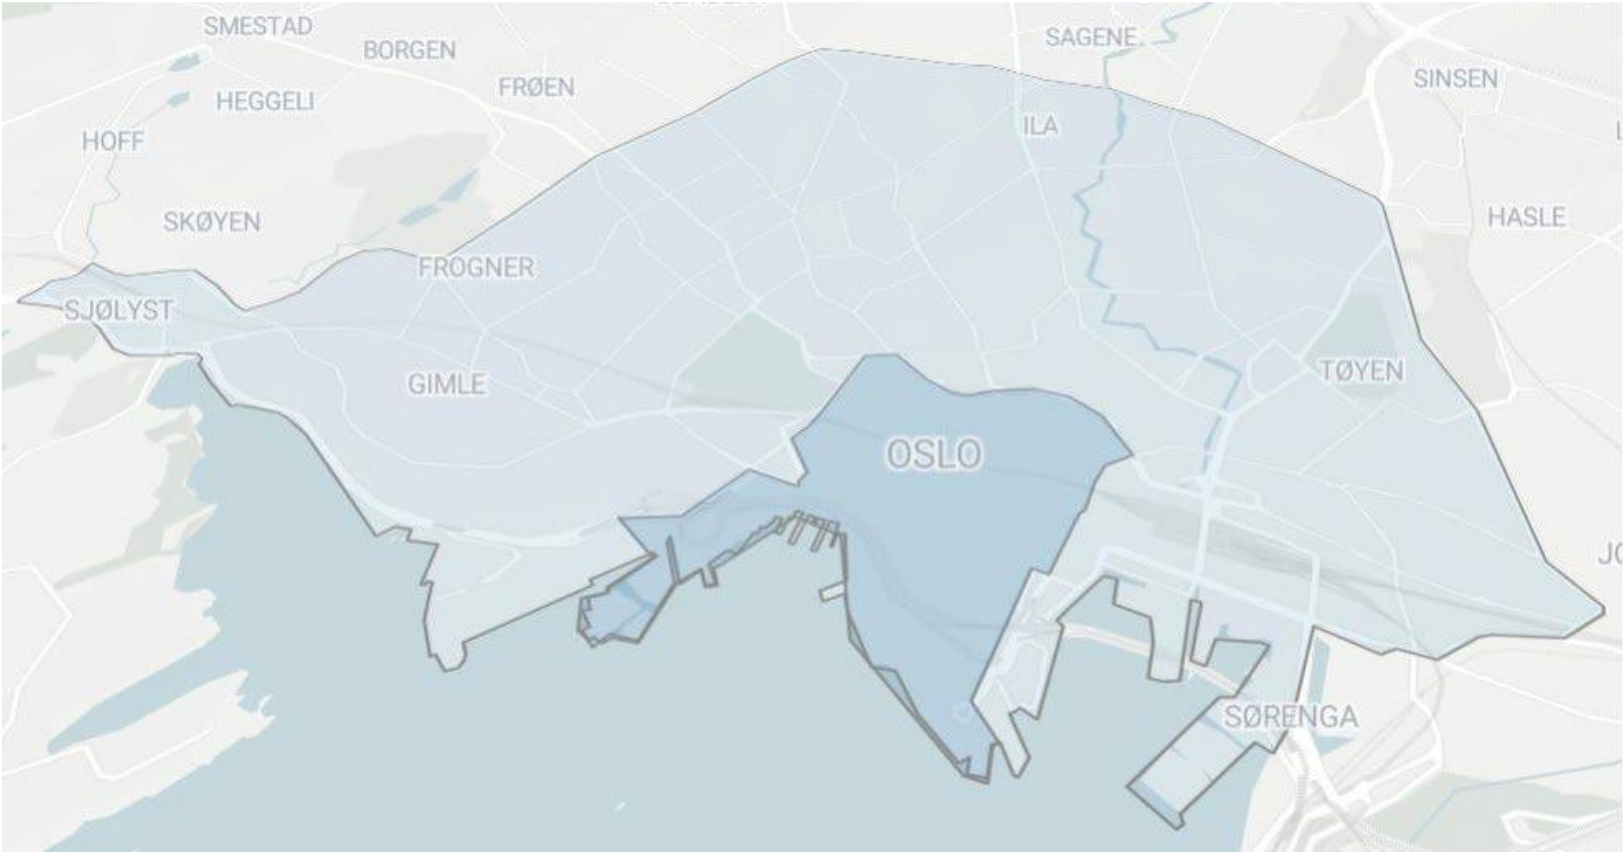 SMESTAD
SAGENE
BORGEN
SINSEN
FRØEN
HEGGELI
ILA
HOFF
SKØYEN
HASLE
FROGNER
SJØLYST
TØYEN
GIMLE
OSLO
SØRENGA